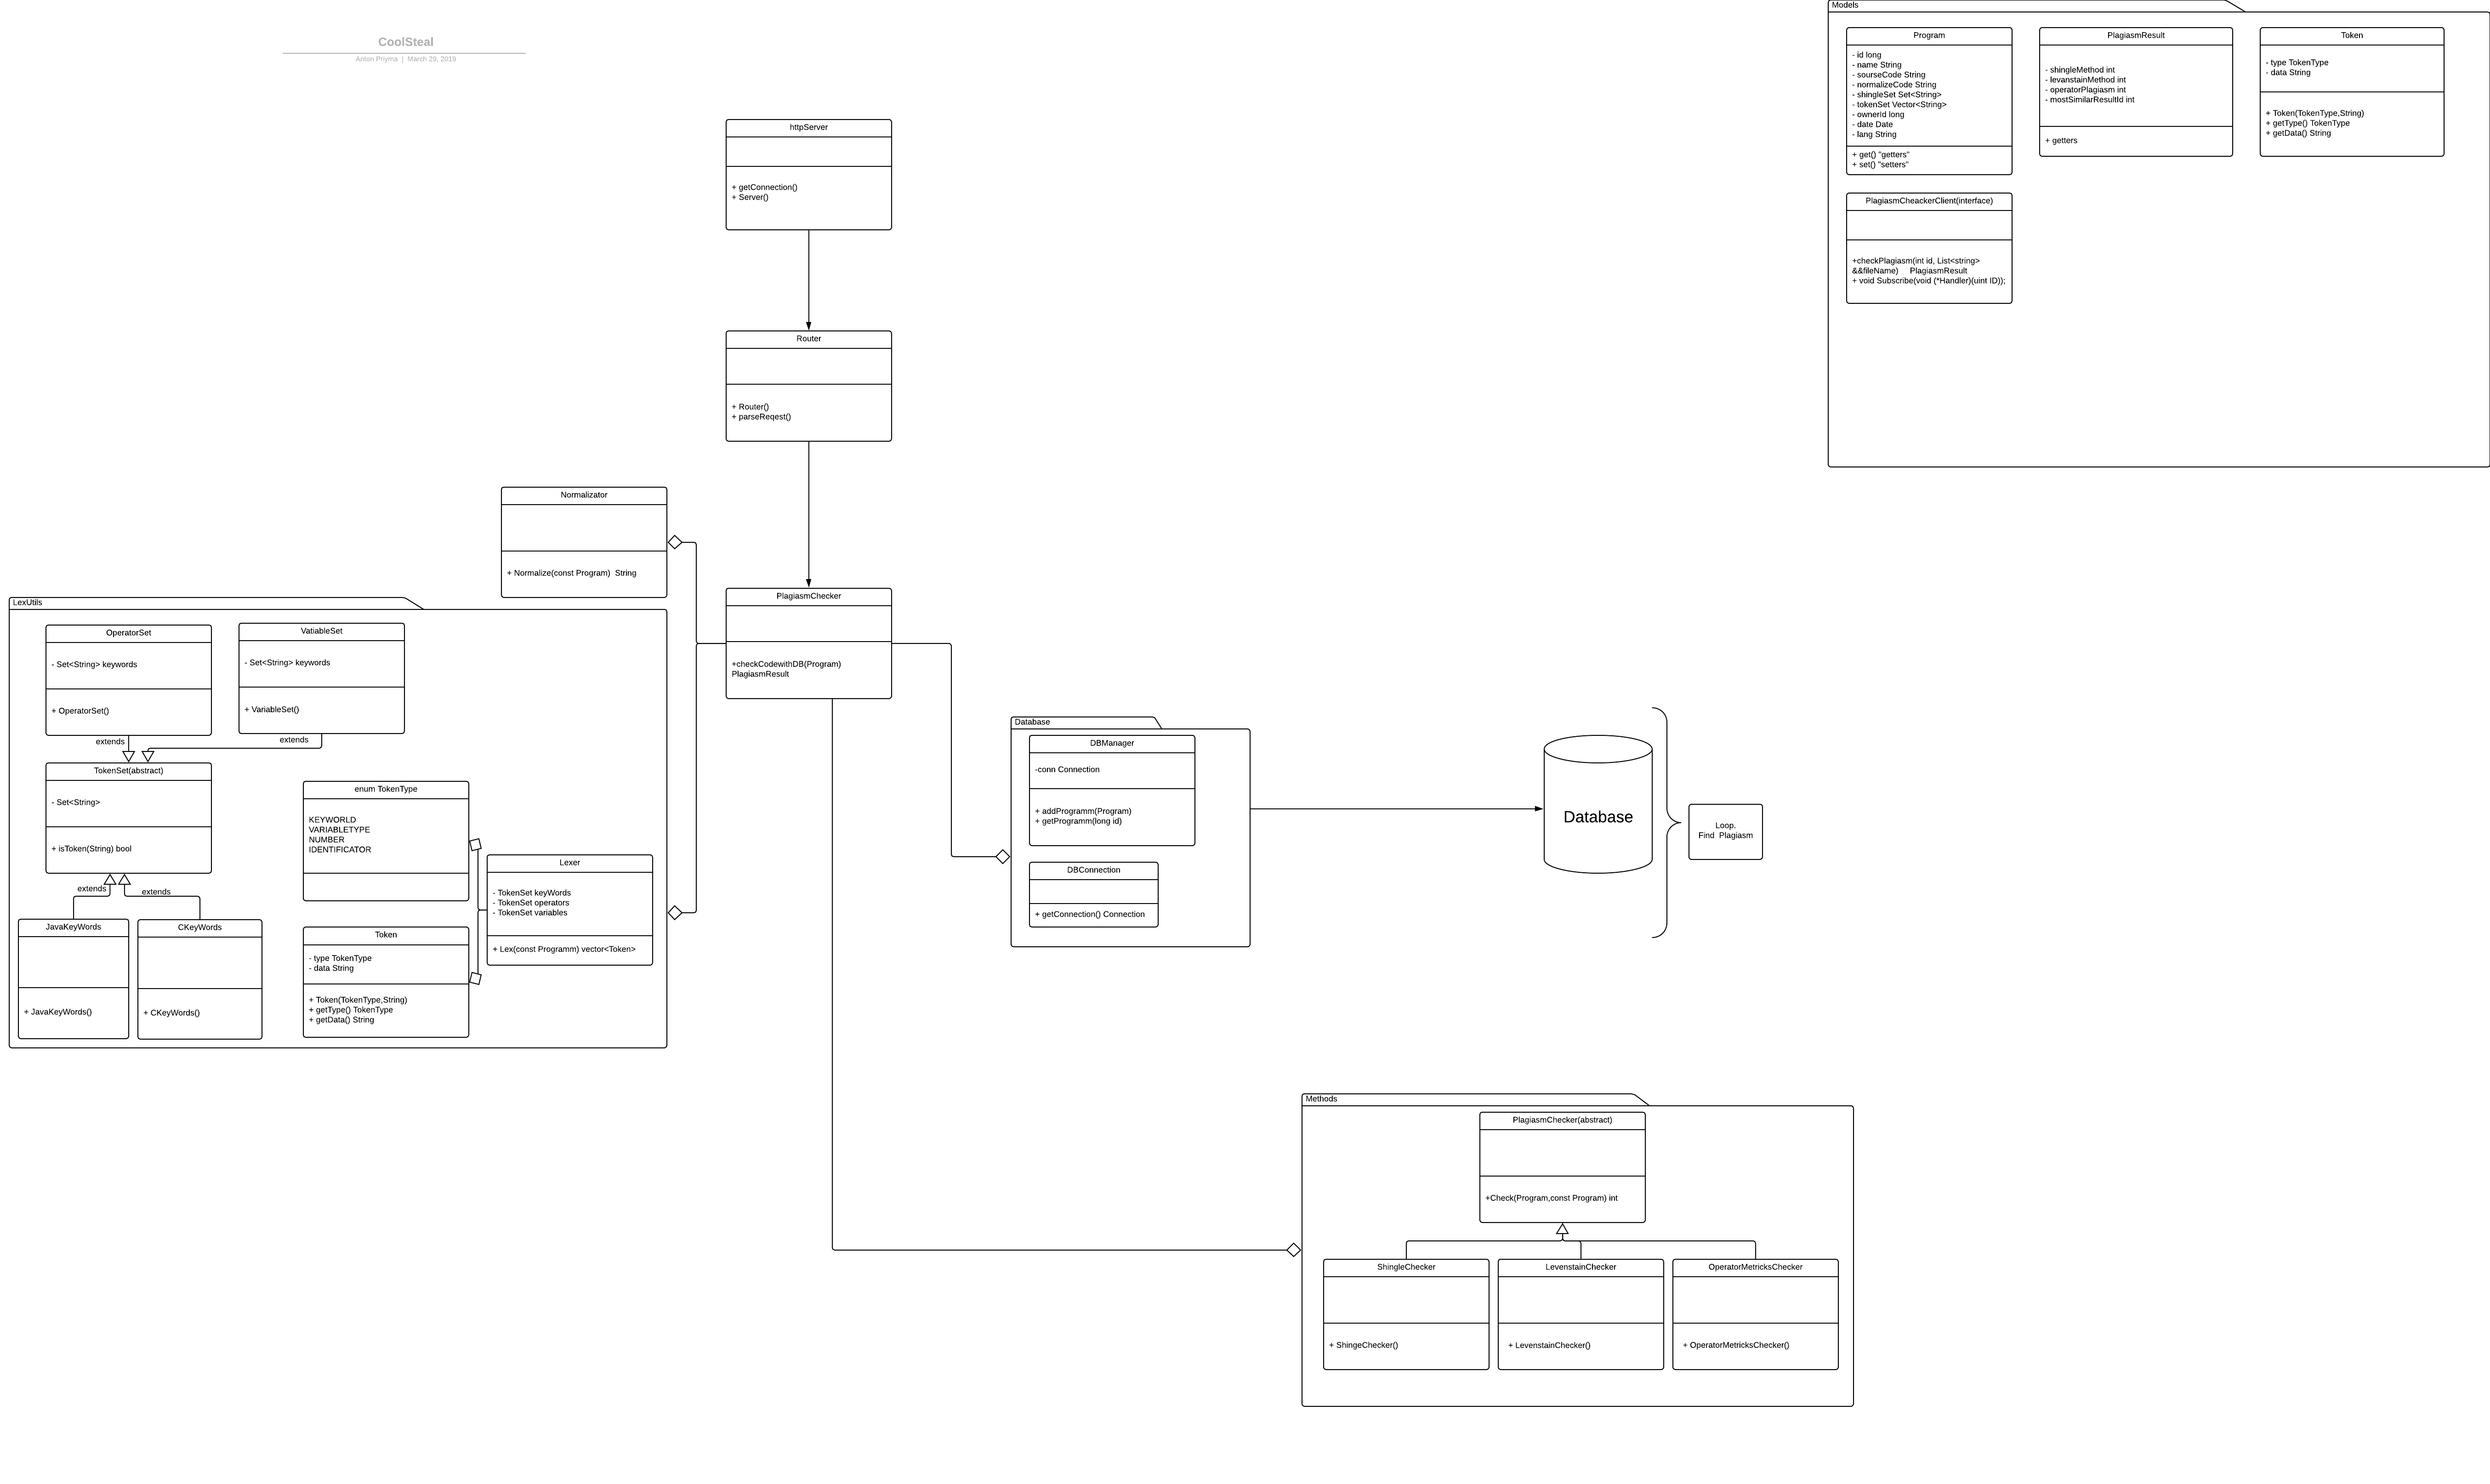 CoolSteal
Anton Priyma | March 29, 2019
Models
Program
- id long
- name String
- sourseCode String
- normalizeCode String
- shingleSet Set<String>
- tokenSet Vector<String>
- ownerId long
- date Date
- lang String
+ get() "getters"
+ set() "setters"
PlagiasmResult
- shingleMethod int
- levanstainMethod int
- operatorPlagiasm int
- mostSimilarResultId int
+ getters
Token
- type TokenType
- data String
+ Token(TokenType,String)
+ getType() TokenType
+ getData() String
PlagiasmCheackerClient(interface)
+checkPlagiasm(int id, List<string>
&&fileName) PlagiasmResult
+ void Subscribe(void (*Handler)(uint ID));
httpServer
+ getConnection()
+ Server()
Router
+ Router()
+ parseReqest()
Normalizator
+ Normalize(const Program) String
PlagiasmChecker
+checkCodewithDB(Program)
PlagiasmResult
LexUtils
OperatorSet
- Set<String> keywords
+ OperatorSet()
VatiableSet
- Set<String> keywords
+ VariableSet()
extends
extends
TokenSet(abstract)
- Set<String>
+ isToken(String) bool
extends
extends
JavaKeyWords
+ JavaKeyWords()
CKeyWords
+ CKeyWords()
enum TokenType
KEYWORLD
VARIABLETYPE
NUMBER
IDENTIFICATOR
Token
- type TokenType
- data String
+ Token(TokenType,String)
+ getType() TokenType
+ getData() String
Lexer
- TokenSet keyWords
- TokenSet operators
- TokenSet variables
+ Lex(const Programm) vector<Token>
Database
DBManager
-conn Connection
+ addProgramm(Program)
+ getProgramm(long id)
DBConnection
+ getConnection() Connection
Database
Loop.
Find Plagiasm
Methods
PlagiasmChecker(abstract)
+Check(Program,const Program) int
ShingleChecker
+ ShingeChecker()
LevenstainChecker
+ LevenstainChecker()
OperatorMetricksChecker
+ OperatorMetricksChecker()